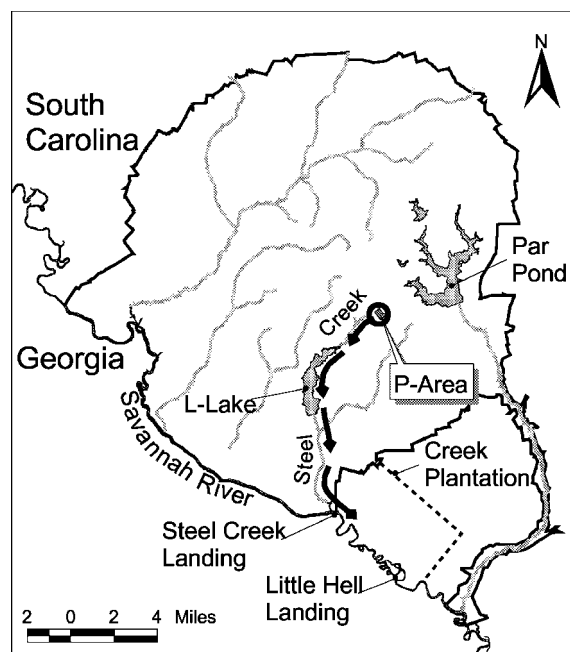 N
South
Carolina
Par
Pond
Creek
Georgia
P-Area
L-Lake
Savannah River
Steel
Creek
Plantation
Steel Creek
Landing
Little Hell
Landing
2 0 2 4 Miles